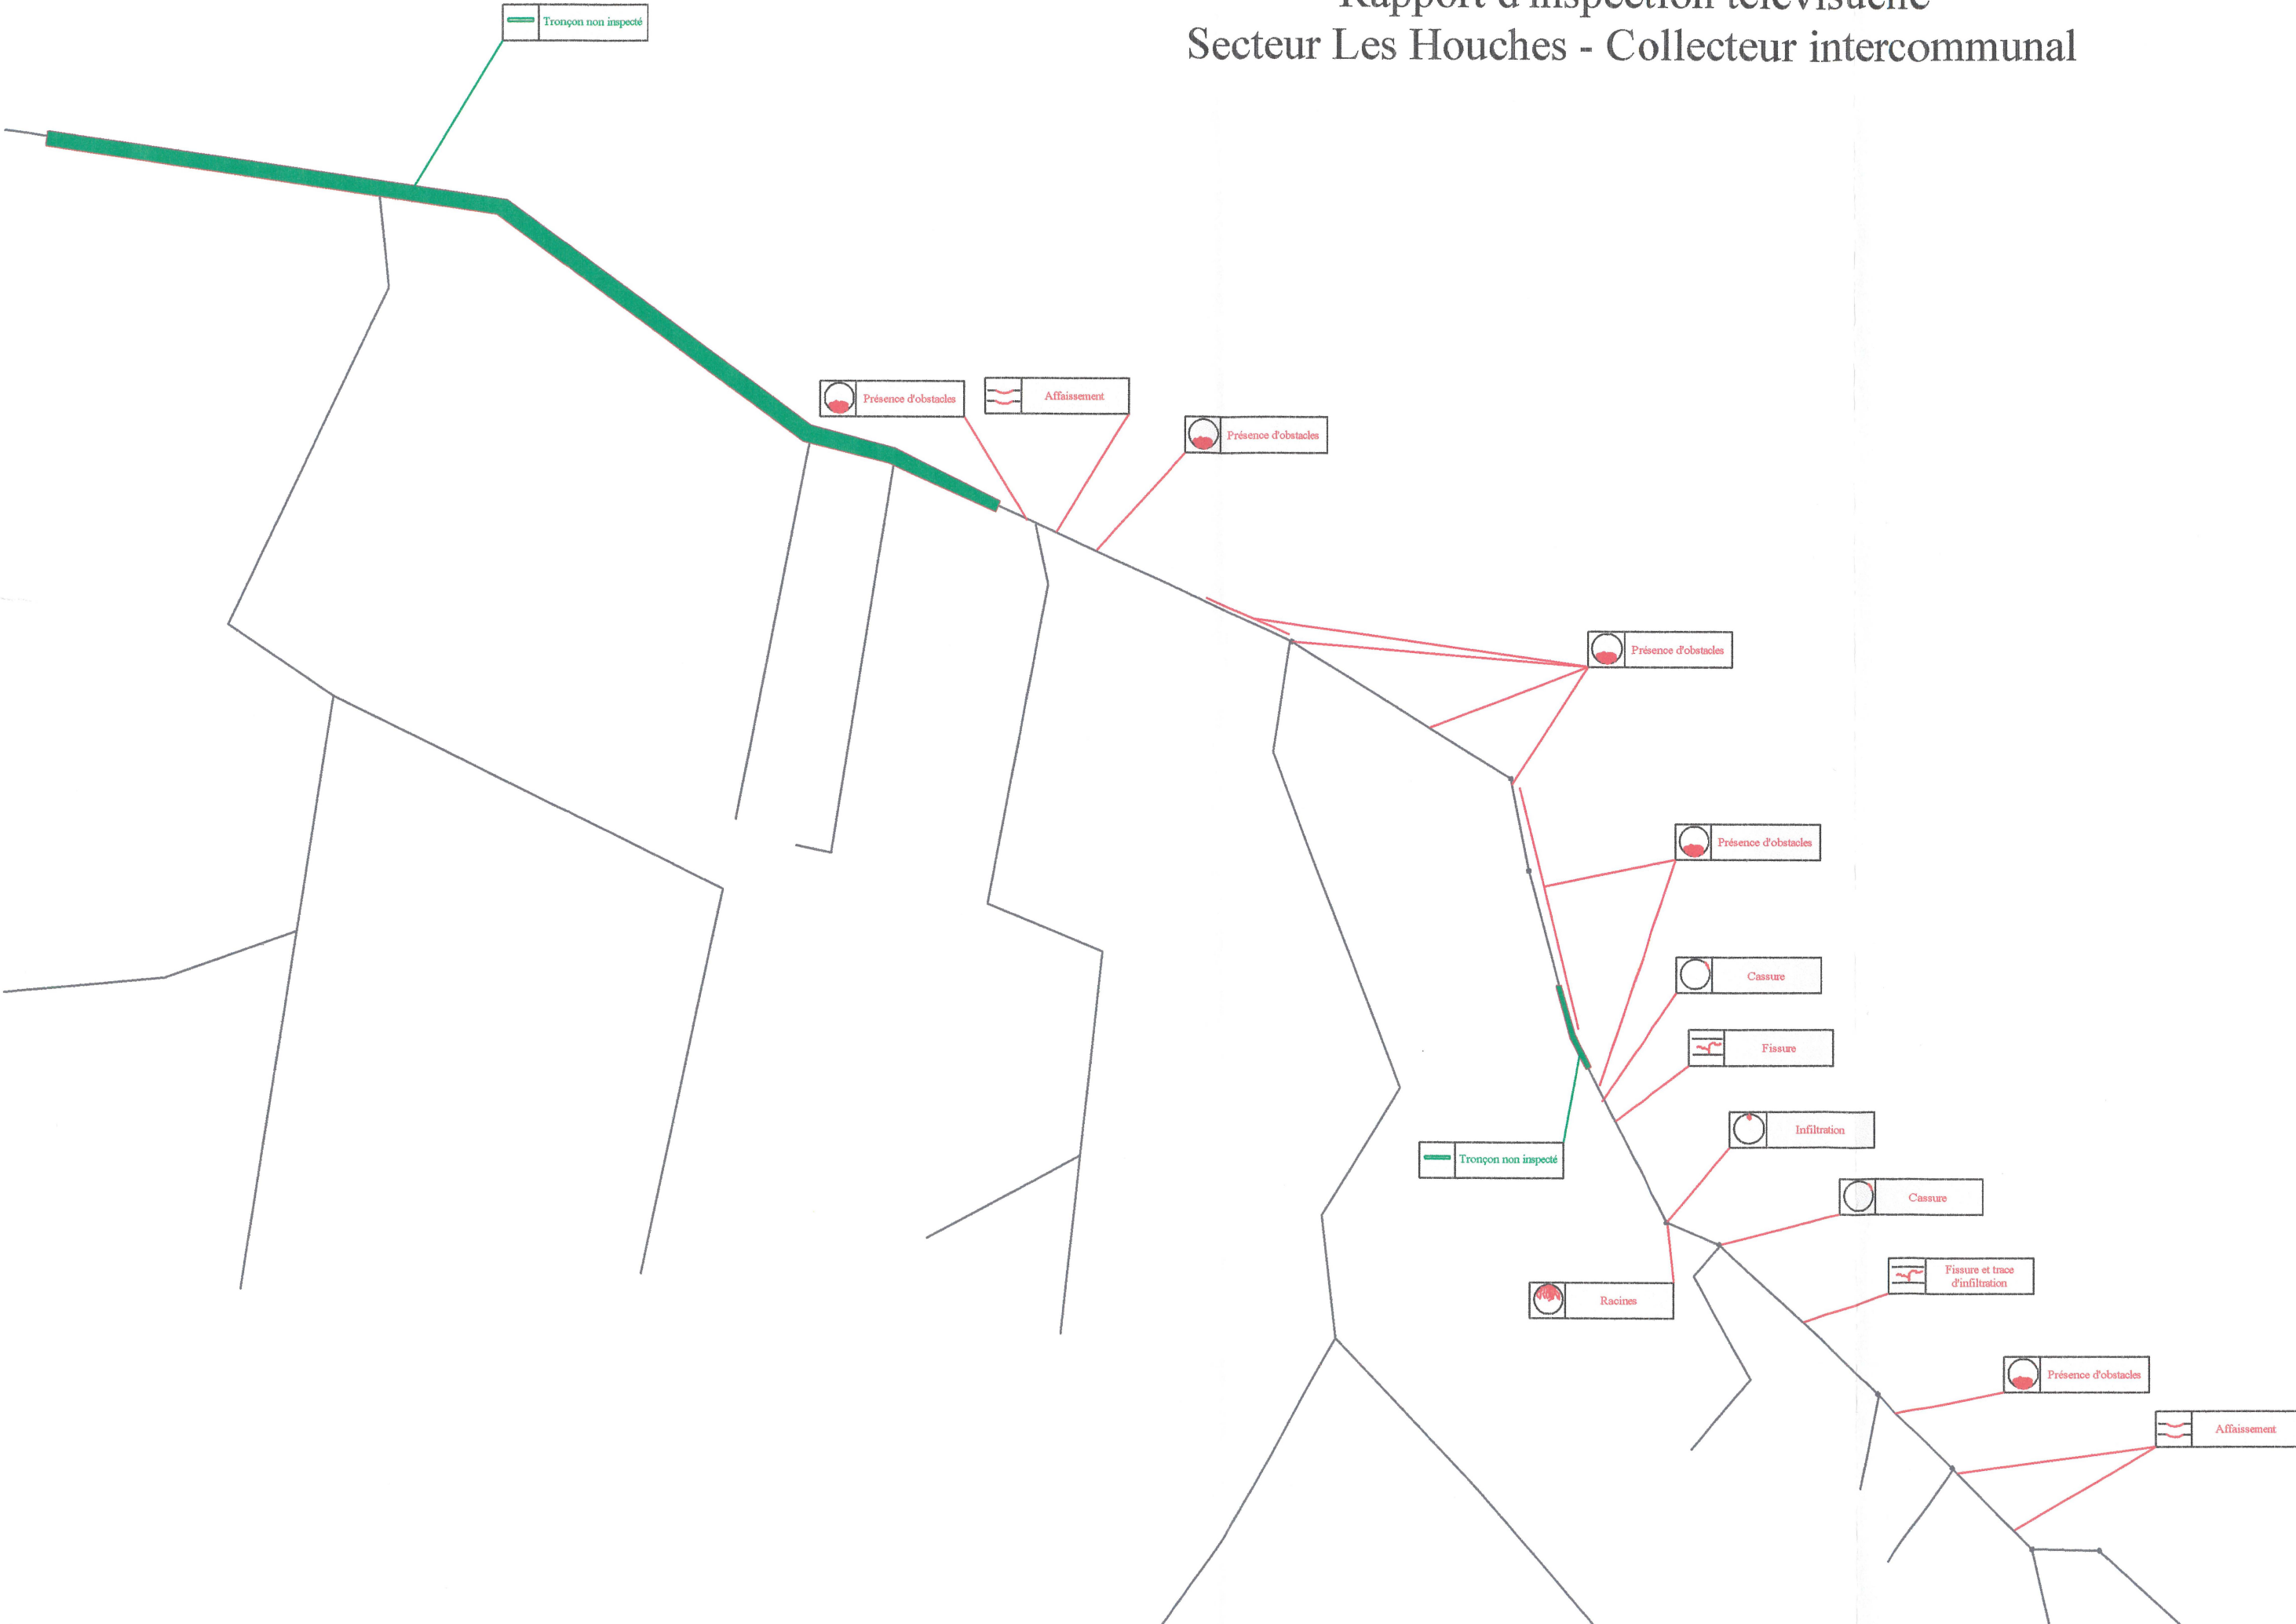 Rapport d'inspection télévisuelle
Secteur Les Houches - Collecteur intercommunal
Tronçon non inspecté
Présence d'obstacles
Affaissement
Présence d'obstacles
Présence d'obstacles
Présence d'obstacles
Cassure
Fissure
Infiltration
Tronçon non inspecté
Cassure
Fissure et trace
d'infiltration
Racines
Présence d'obstacles
Affaissement